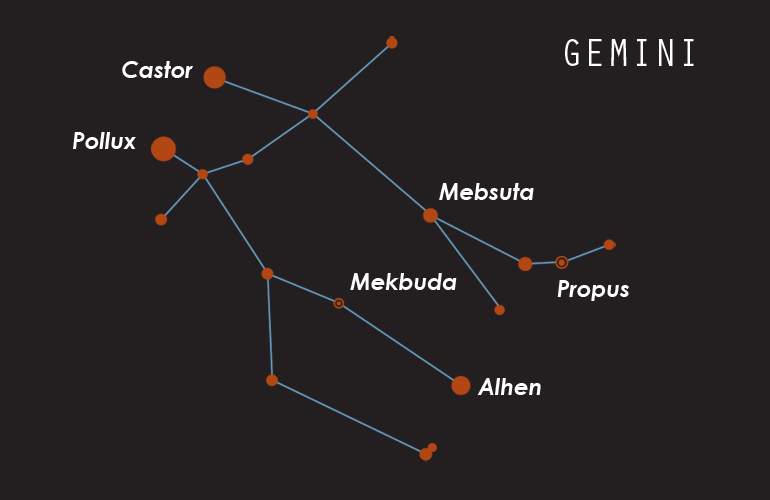 GEMINI
Castor
Pollux
Mebsuta
Mekbuda
Propus
Alhen